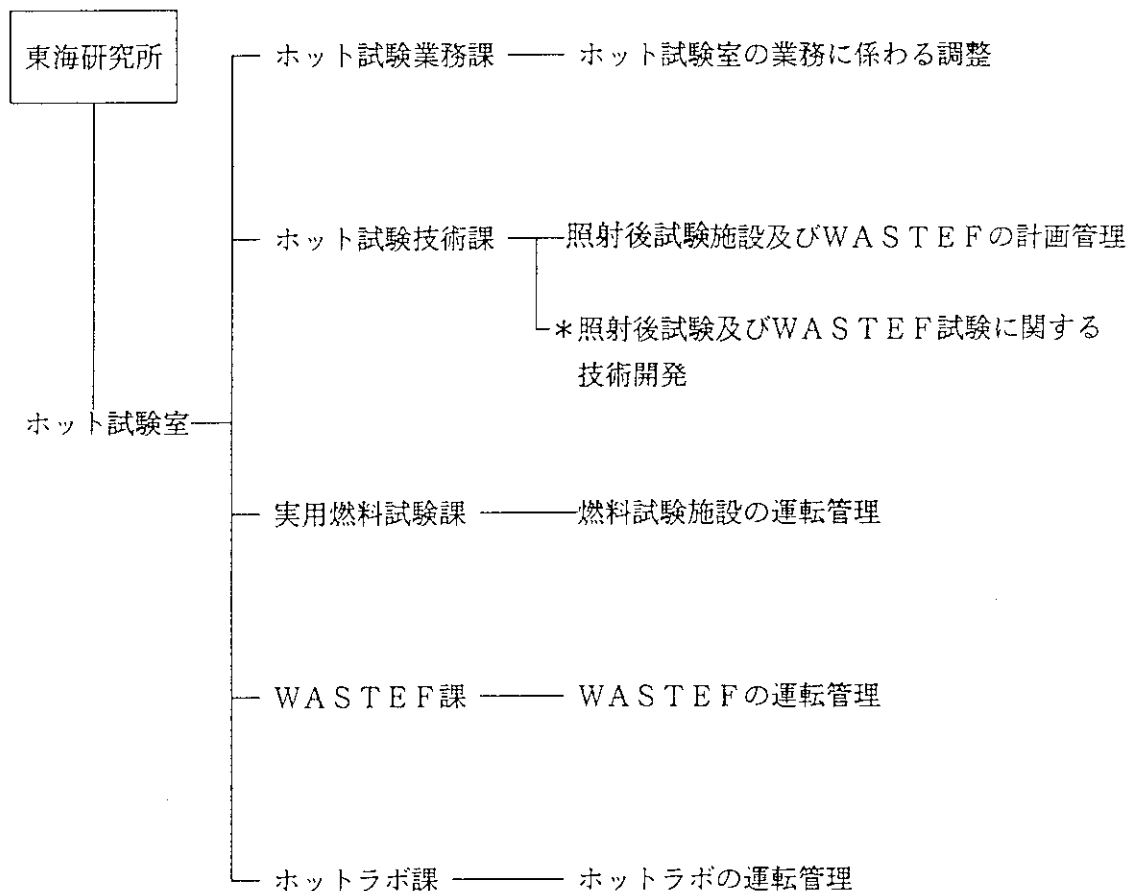 東海研究所
ホット試験業務課 ホット試験室の業務に係わる調整
ホット試験技術課 照射後試験施設及びWASTEFの計画管理
＊照射後試験及びWASTEF試験に関する
技術開発
ホット試験室
実用燃料試験課 燃料試験施設の運転管理
WASTEF課 WASTEFの運転管理
ホットラボ課 ホットラボの運転管理